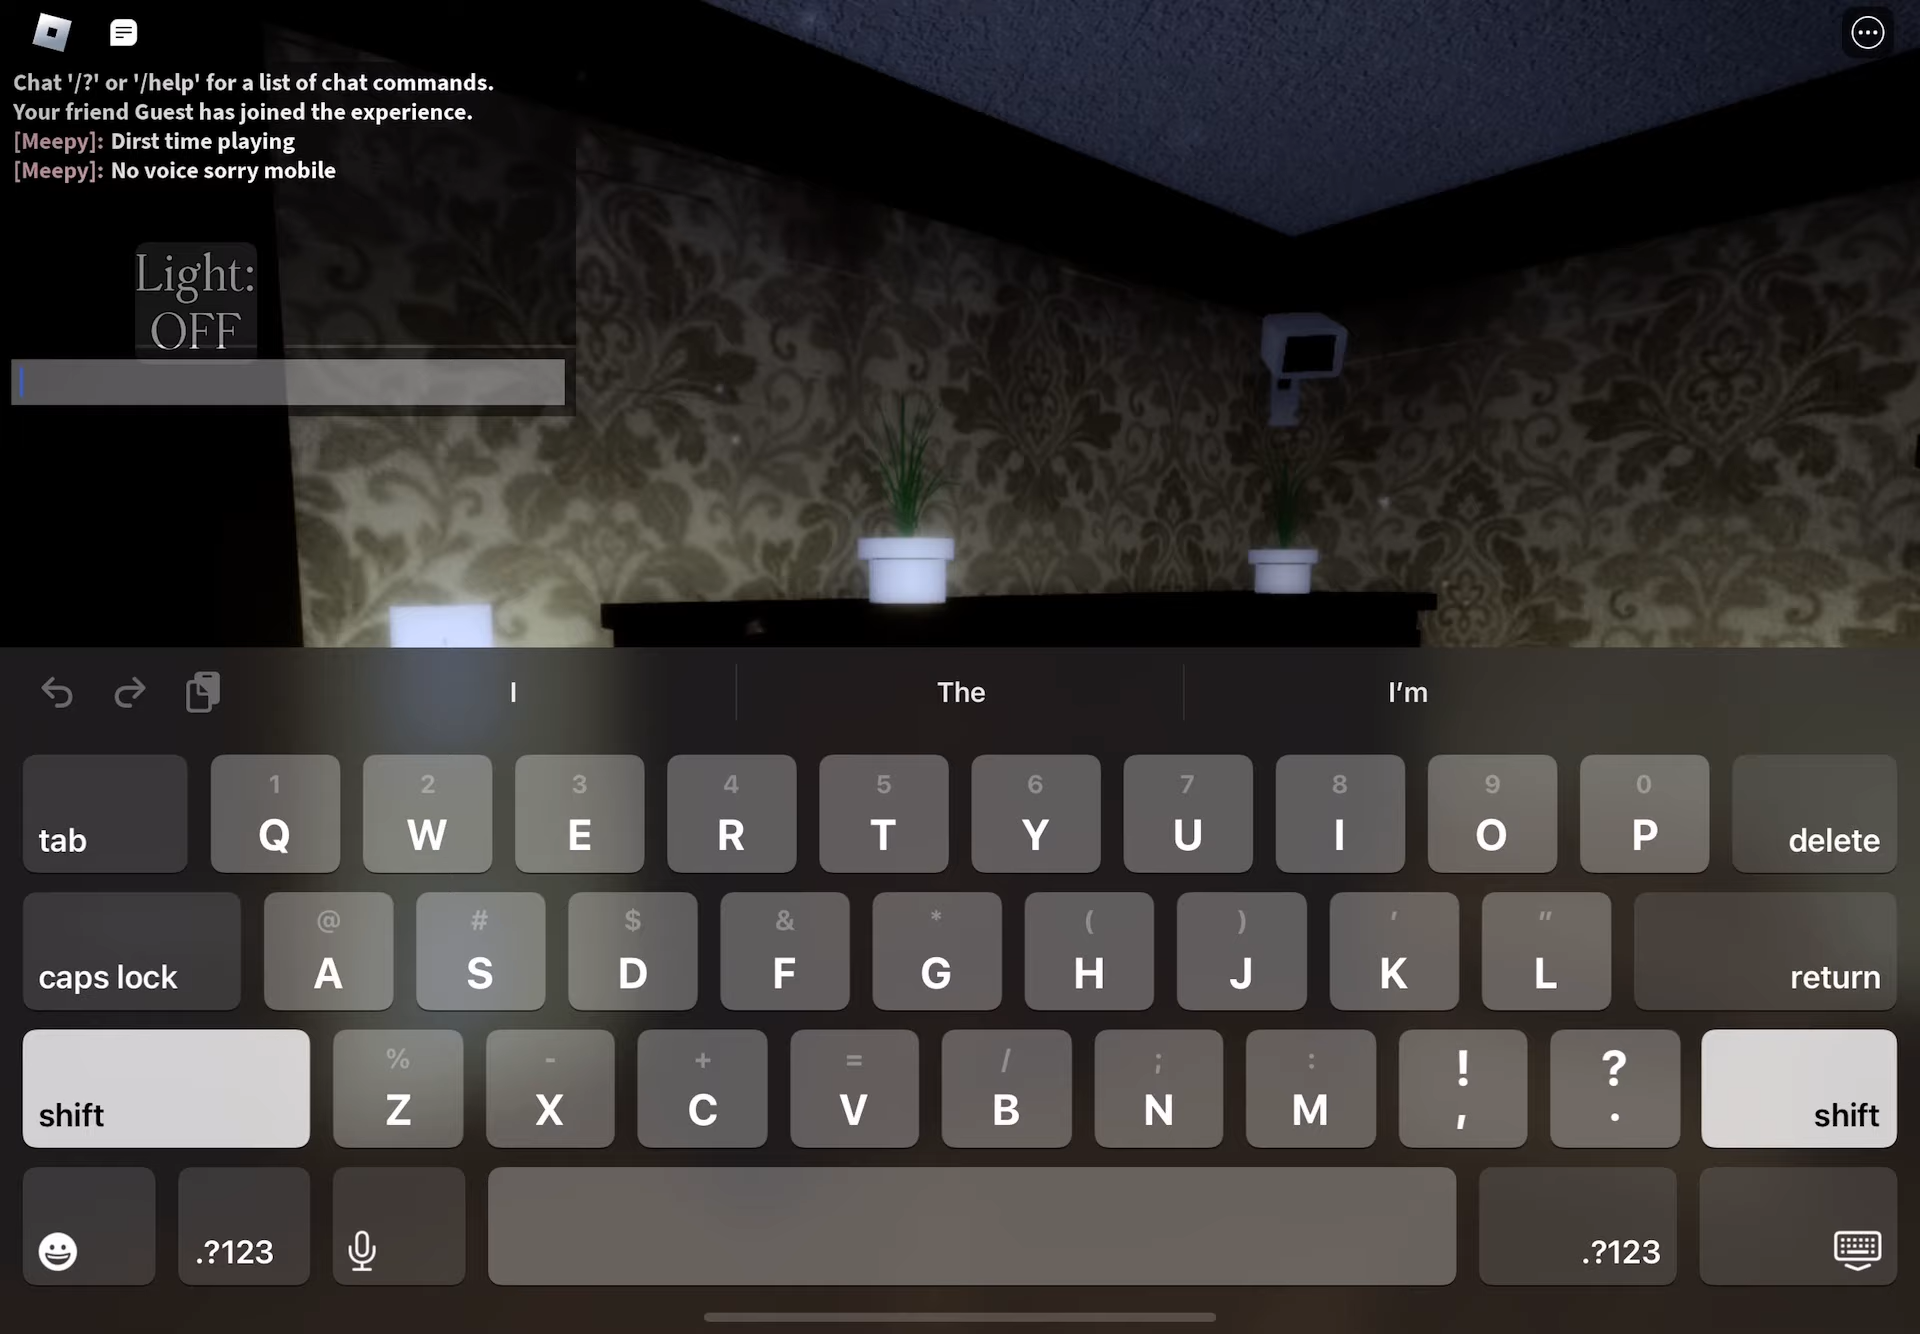 Chat '/?' or '/help' for a list of chat commands.
Your friend Guest has joined the experience.
[Meepy]: Dirst time playing
[Meepy]: No voice sorry mobile
Light:
OFF
I The I'm
1 2 3 4 5 6 7 8 9 0
tab Q W E R T Y U I O P delete
@ # $ & * ( ) ' "
caps lock A S D F G H J K L return
% - + = / ; : ! ?
shift Z X C V B N M , . shift
.?123 .?123